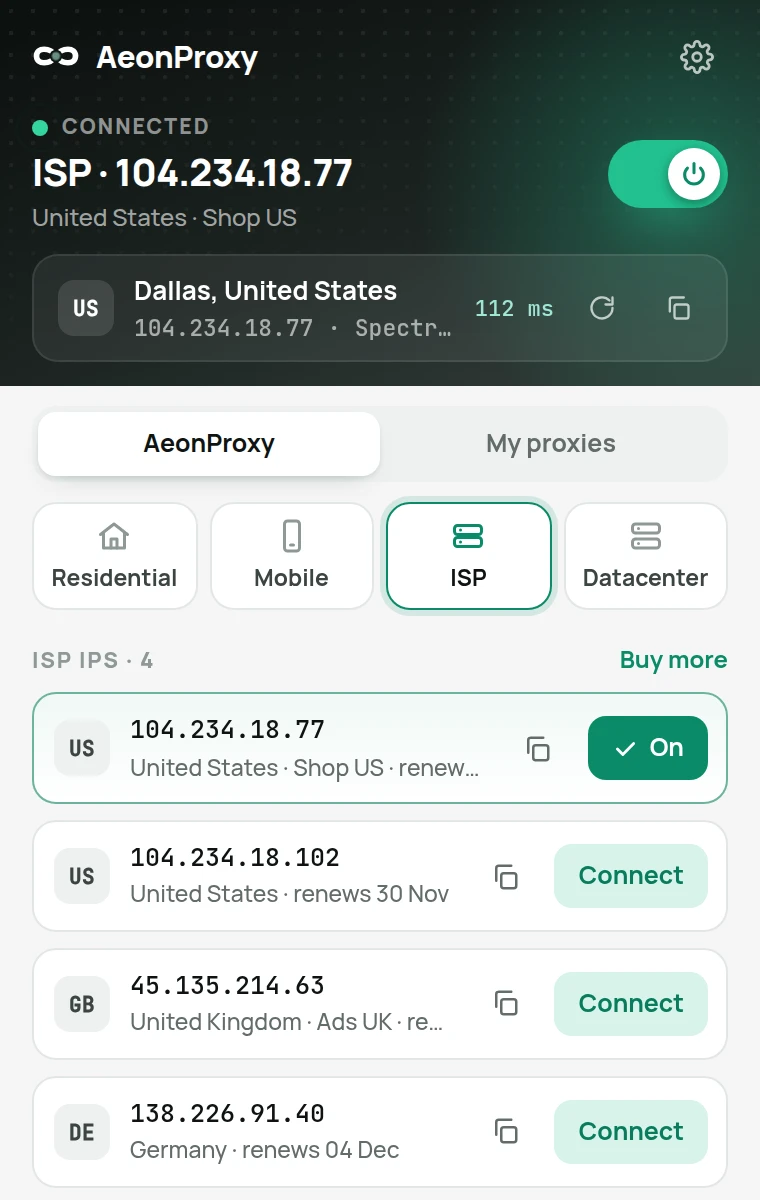 AeonProxy
CONNECTED
ISP · 104.234.18.77
United States · Shop US
US
Dallas, United States
104.234.18.77 · Spectr…
112 ms
AeonProxy
My proxies
Residential
Mobile
ISP
Datacenter
ISP IPS · 4
Buy more
US
104.234.18.77
United States · Shop US · renew…
On
US
104.234.18.102
United States · renews 30 Nov
Connect
GB
45.135.214.63
United Kingdom · Ads UK · re…
Connect
DE
138.226.91.40
Germany · renews 04 Dec
Connect